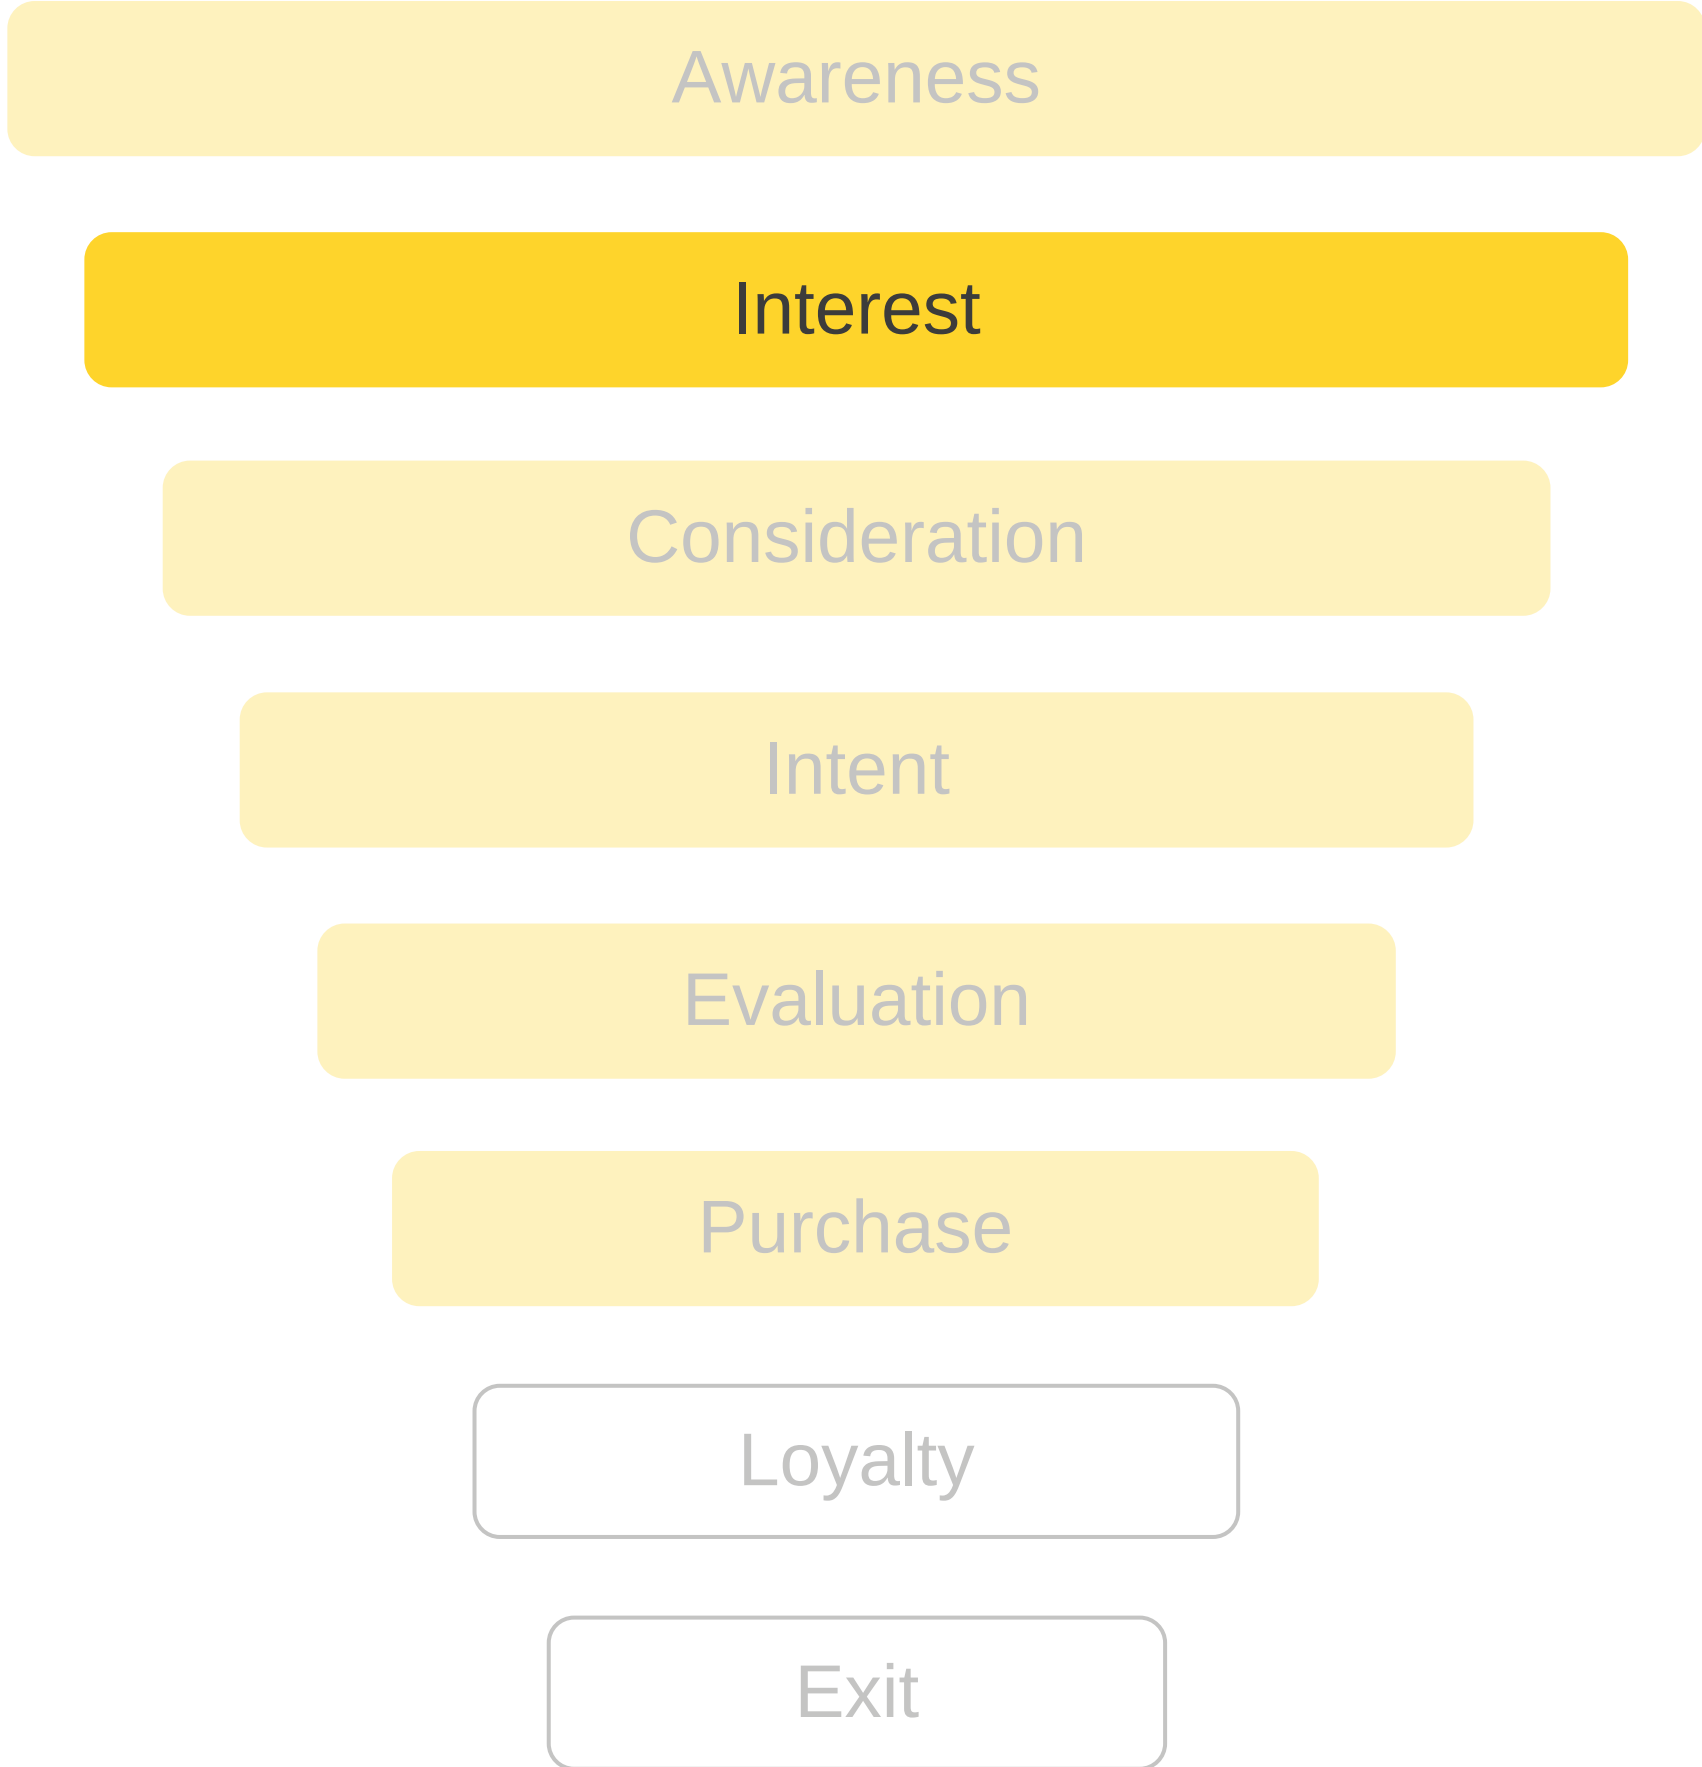 Awareness
Interest
Consideration
Intent
Evaluation
Purchase
Loyalty
Exit